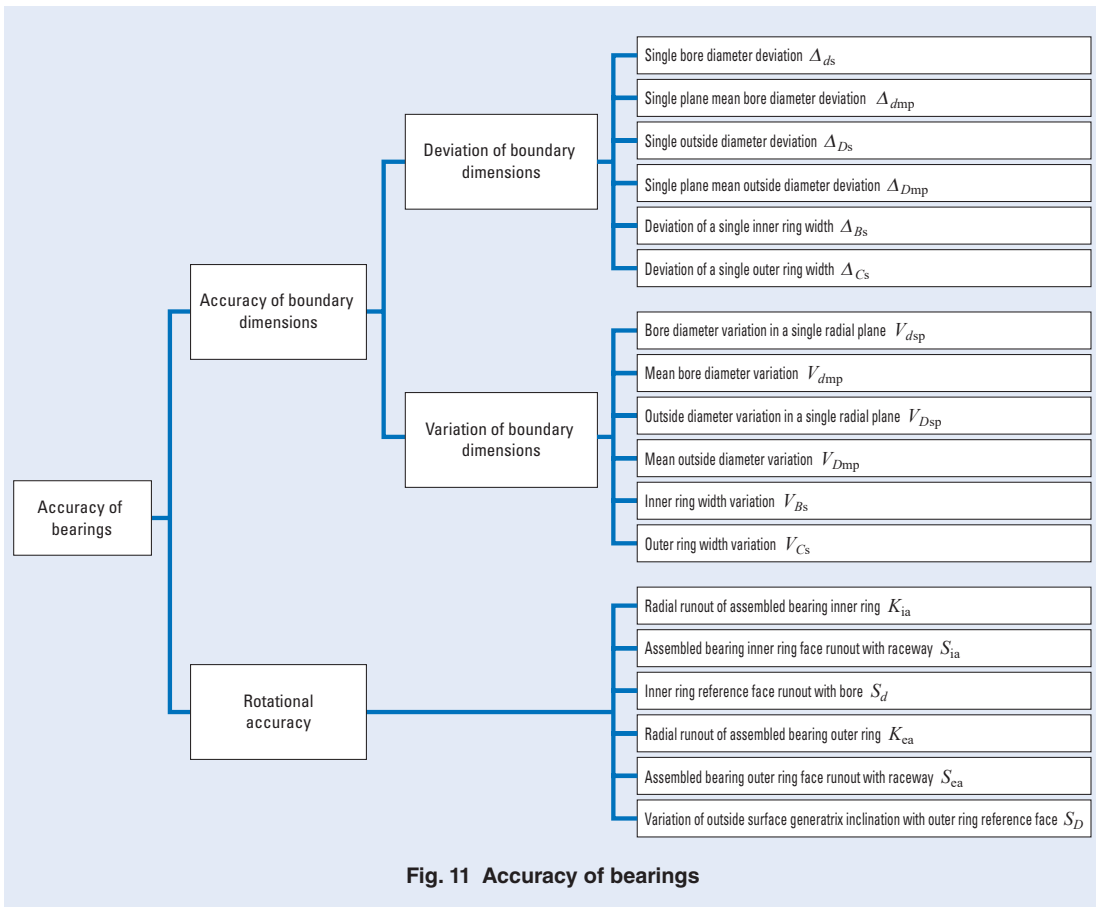 Accuracy of
bearings
Accuracy of boundary
dimensions
Deviation of boundary
dimensions
Single bore diameter deviation Δds
Single plane mean bore diameter deviation Δdmp
Single outside diameter deviation ΔDs
Single plane mean outside diameter deviation ΔDmp
Deviation of a single inner ring width ΔBs
Deviation of a single outer ring width ΔCs
Variation of boundary
dimensions
Bore diameter variation in a single radial plane Vdsp
Mean bore diameter variation Vdmp
Outside diameter variation in a single radial plane VDsp
Mean outside diameter variation VDmp
Inner ring width variation VBs
Outer ring width variation VCs
Rotational
accuracy
Radial runout of assembled bearing inner ring Kia
Assembled bearing inner ring face runout with raceway Sia
Inner ring reference face runout with bore Sd
Radial runout of assembled bearing outer ring Kea
Assembled bearing outer ring face runout with raceway Sea
Variation of outside surface generatrix inclination with outer ring reference face SD
Fig. 11 Accuracy of bearings